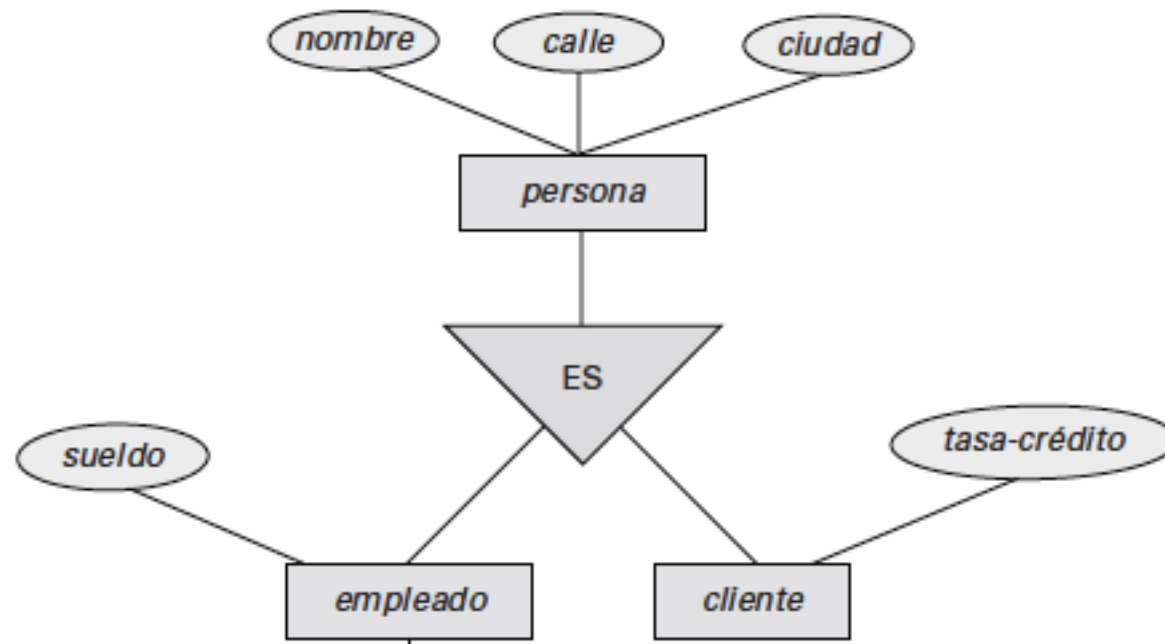 nombre
calle
ciudad
persona
ES
sueldo
tasa-crédito
empleado
cliente